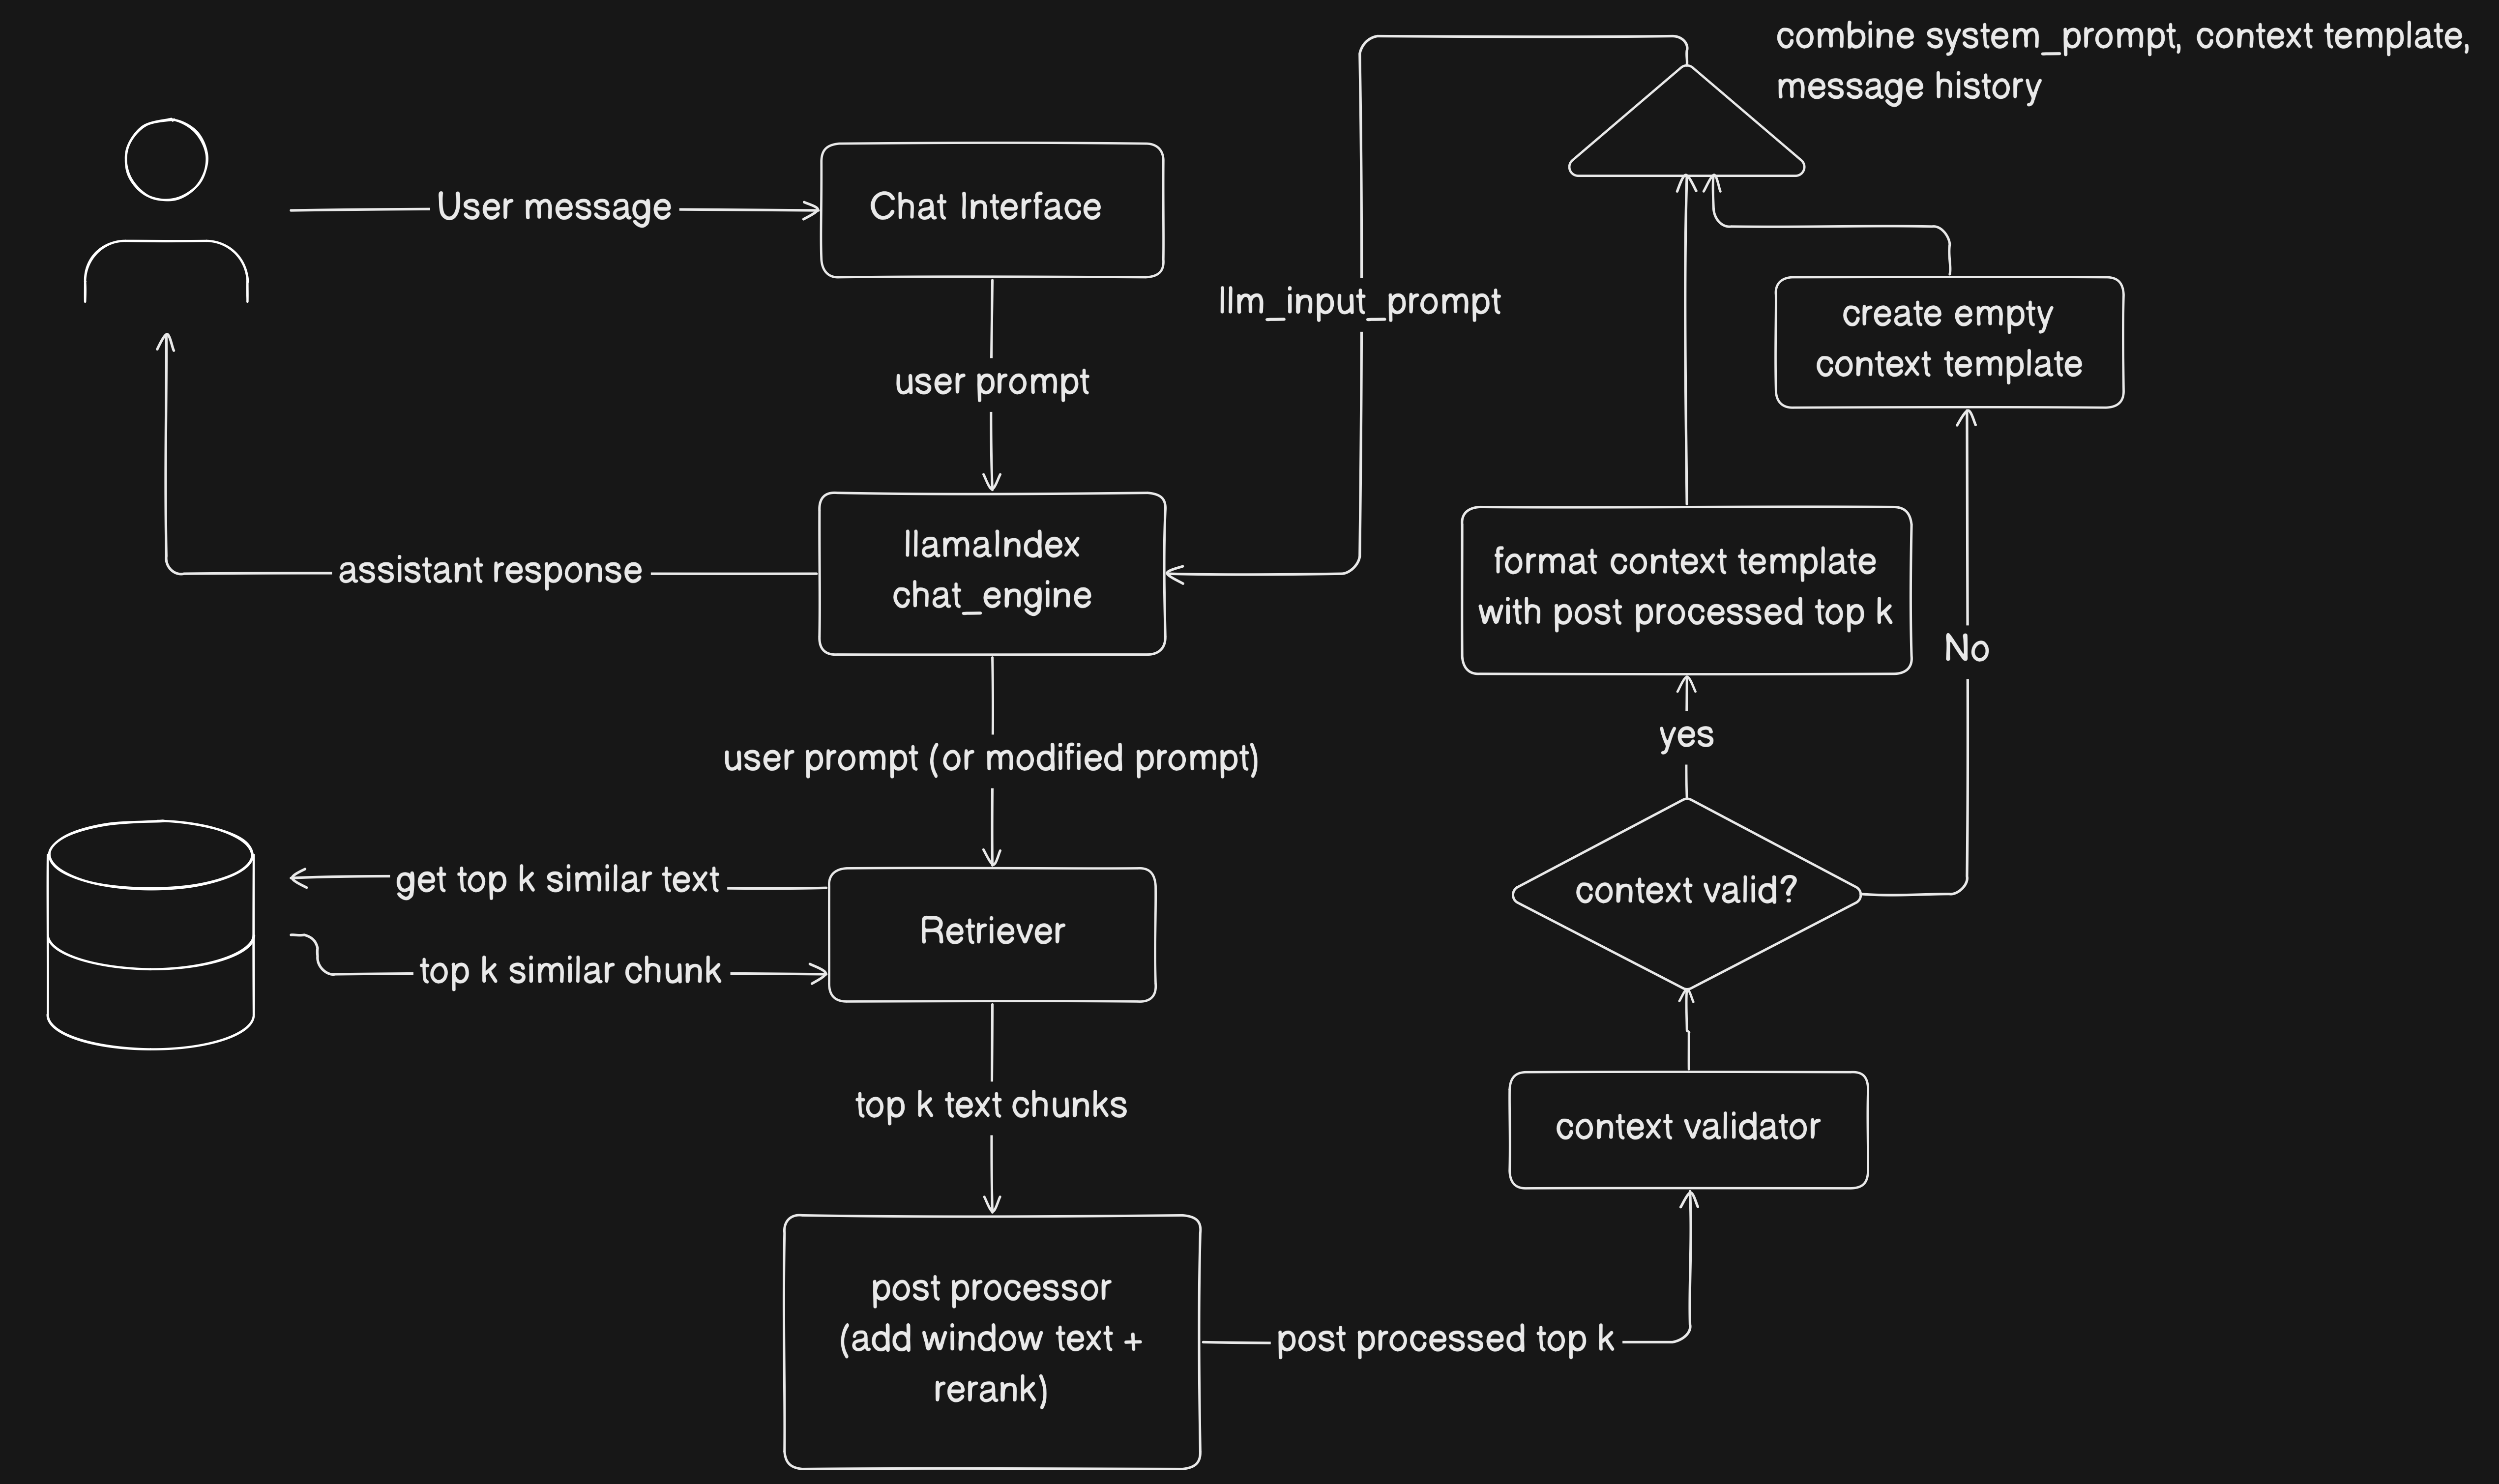 combine system_prompt, context template,
message history
User message
Chat Interface
llm_input_prompt
create empty
context template
user prompt
llamaIndex
chat_engine
assistant response
format context template
with post processed top k
No
yes
user prompt (or modified prompt)
get top k similar text
context valid?
Retriever
top k similar chunk
top k text chunks
context validator
post processor
(add window text +
rerank)
post processed top k